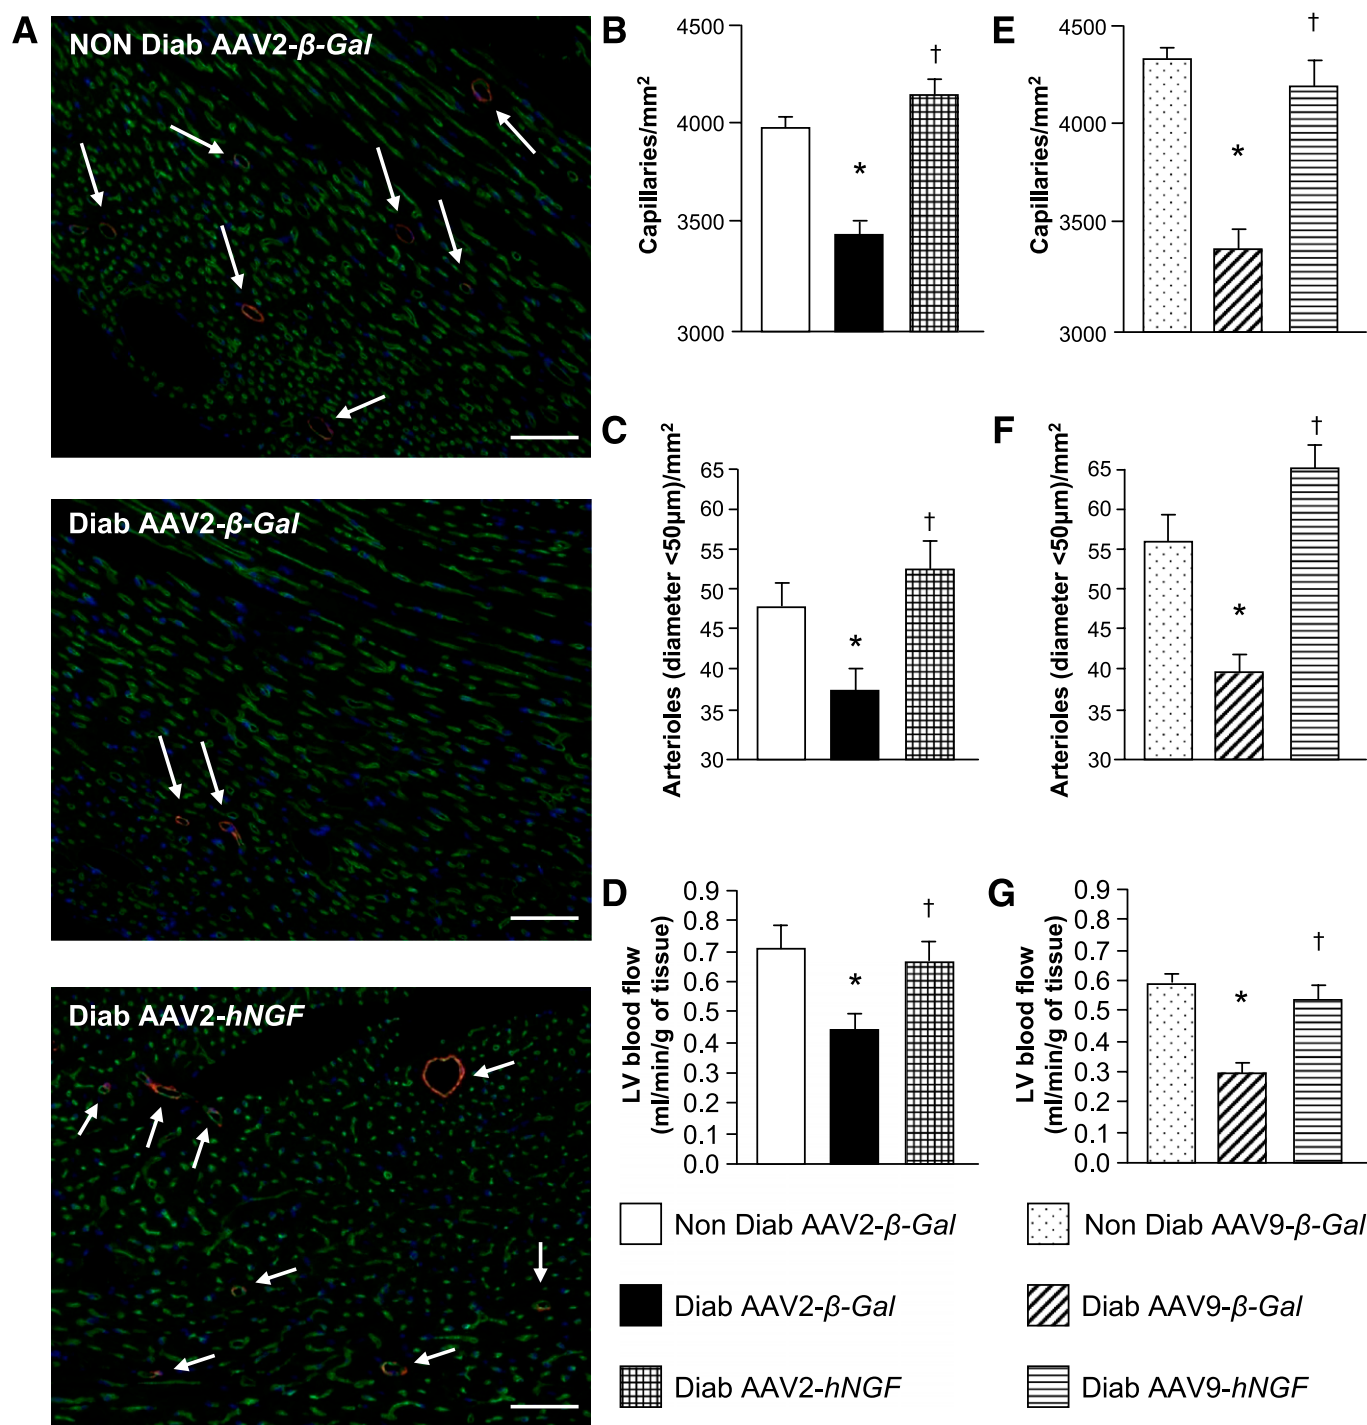 A
NON Diab AAV2-β-Gal
Diab AAV2-β-Gal
Diab AAV2-hNGF
B
Capillaries/mm²
4500
4000
3500
3000
*
†
E
Capillaries/mm²
4500
4000
3500
3000
*
†
C
Arterioles (diameter <50μm)/mm²
65
60
55
50
45
40
35
30
*
†
F
Arterioles (diameter <50μm)/mm²
65
60
55
50
45
40
35
30
*
†
D
LV blood flow
(ml/min/g of tissue)
0.9
0.8
0.7
0.6
0.5
0.4
0.3
0.2
0.1
0.0
*
†
G
LV blood flow
(ml/min/g of tissue)
0.9
0.8
0.7
0.6
0.5
0.4
0.3
0.2
0.1
0.0
*
†
Non Diab AAV2-β-Gal
Diab AAV2-β-Gal
Diab AAV2-hNGF
Non Diab AAV9-β-Gal
Diab AAV9-β-Gal
Diab AAV9-hNGF